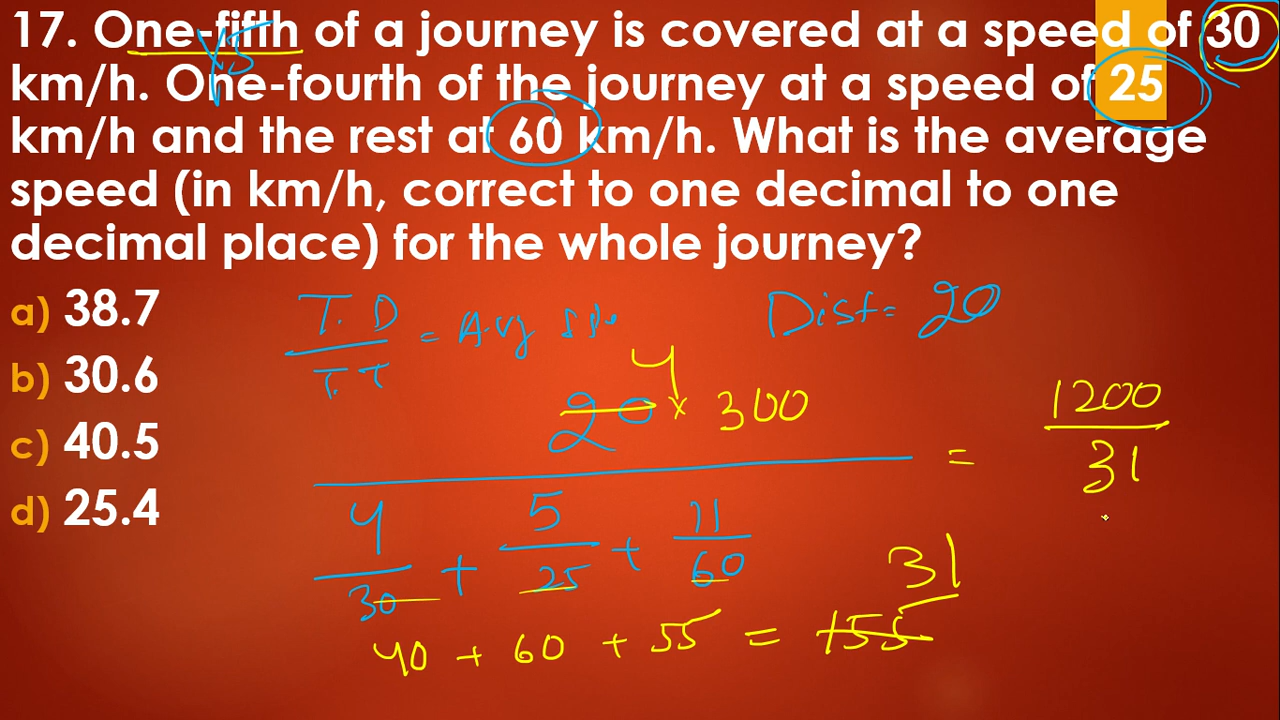 17. One-fifth of a journey is covered at a speed of 30
km/h. One-fourth of the journey at a speed of 25
km/h and the rest at 60 km/h. What is the average
speed (in km/h, correct to one decimal to one
decimal place) for the whole journey?
a) 38.7
b) 30.6
c) 40.5
d) 25.4
1/5
T.D / T.T = Avg Spe
Dist = 20
4
20 × 300
4/30 + 5/25 + 11/60
= 1200/31
31
40 + 60 + 55 = 155